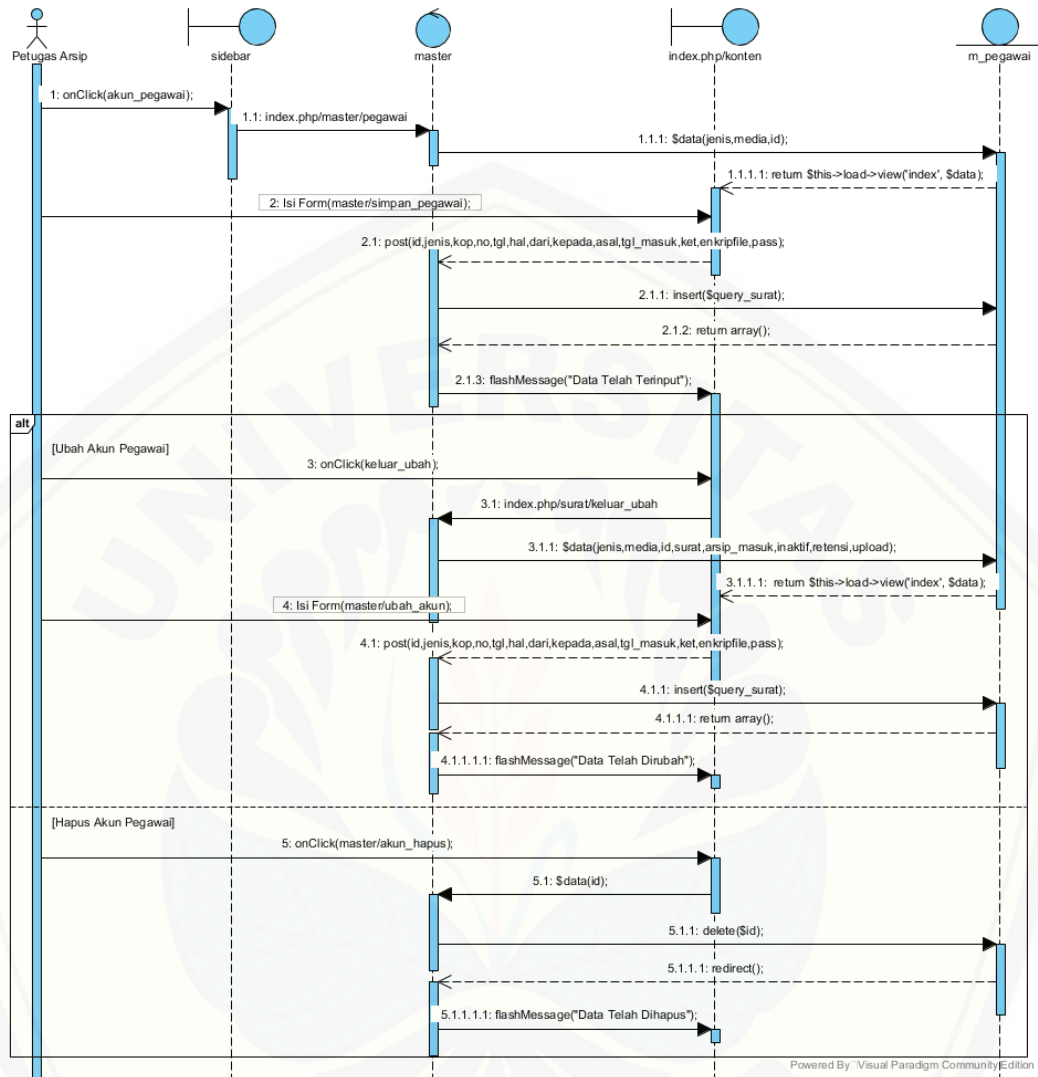 Petugas Arsip
sidebar
master
index.php/konten
m_pegawai
1: onClick(akun_pegawai);
1.1: index.php/master/pegawai
1.1.1: $data(jenis,media,id);
1.1.1.1: return $this->load->view('index', $data);
2: Isi Form(master/simpan_pegawai);
2.1: post(id,jenis,kop,no,tgl,hal,dari,kepada,asal,tgl_masuk,ket,enkripfile,pass);
2.1.1: insert($query_surat);
2.1.2: return array();
2.1.3: flashMessage("Data Telah Terinput");
alt
[Ubah Akun Pegawai]
3: onClick(keluar_ubah);
3.1: index.php/surat/keluar_ubah
3.1.1: $data(jenis,media,id,surat,arsip_masuk,inaktif,retensi,upload);
3.1.1.1: return $this->load->view('index', $data);
4: Isi Form(master/ubah_akun);
4.1: post(id,jenis,kop,no,tgl,hal,dari,kepada,asal,tgl_masuk,ket,enkripfile,pass);
4.1.1: insert($query_surat);
4.1.1.1: return array();
4.1.1.1.1: flashMessage("Data Telah Dirubah");
[Hapus Akun Pegawai]
5: onClick(master/akun_hapus);
5.1: $data(id);
5.1.1: delete($id);
5.1.1.1: redirect();
5.1.1.1.1: flashMessage("Data Telah Dihapus");
UNIVERSITAS
Powered By Visual Paradigm Community Edition